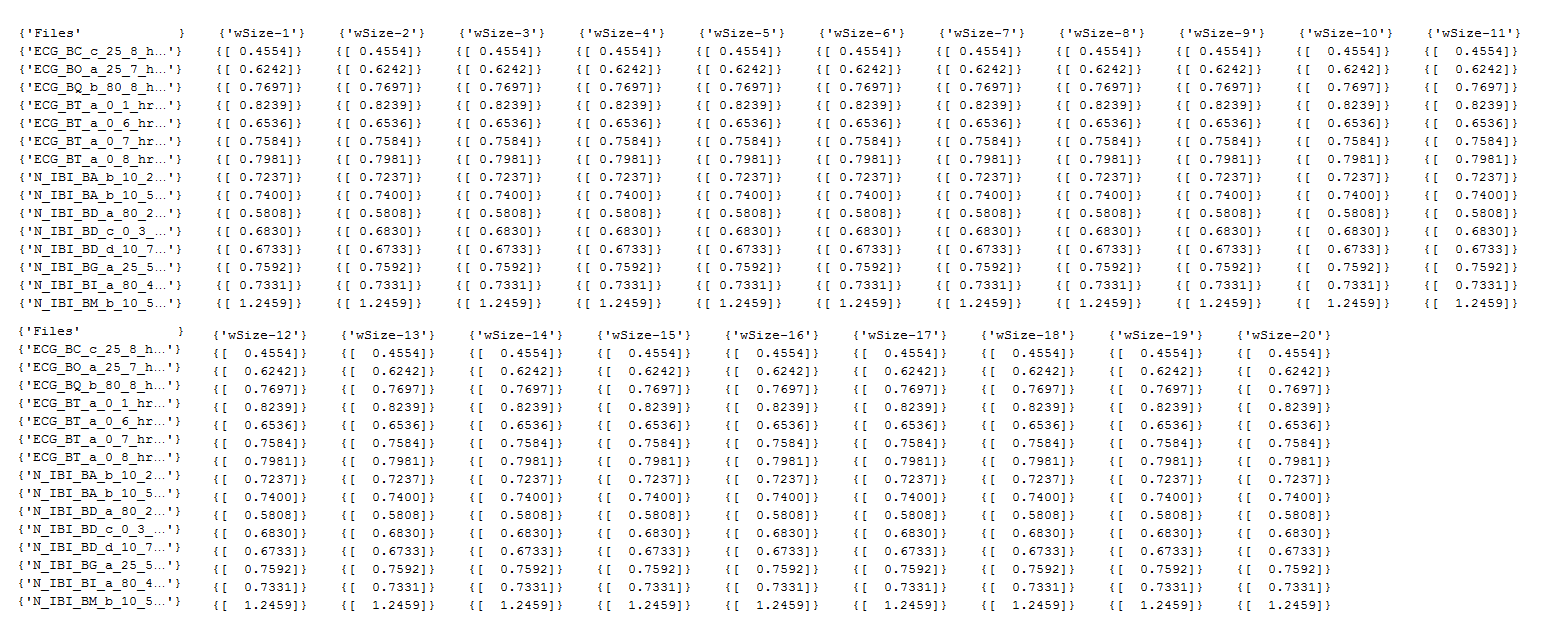 {'Files' } {'wSize-1'} {'wSize-2'} {'wSize-3'} {'wSize-4'} {'wSize-5'} {'wSize-6'} {'wSize-7'} {'wSize-8'} {'wSize-9'} {'wSize-10'} {'wSize-11'}
{'ECG_BC_c_25_8_h...'} {[ 0.4554]} {[ 0.4554]} {[ 0.4554]} {[ 0.4554]} {[ 0.4554]} {[ 0.4554]} {[ 0.4554]} {[ 0.4554]} {[ 0.4554]} {[ 0.4554]} {[ 0.4554]}
{'ECG_BO_a_25_7_h...'} {[ 0.6242]} {[ 0.6242]} {[ 0.6242]} {[ 0.6242]} {[ 0.6242]} {[ 0.6242]} {[ 0.6242]} {[ 0.6242]} {[ 0.6242]} {[ 0.6242]} {[ 0.6242]}
{'ECG_BQ_b_80_8_h...'} {[ 0.7697]} {[ 0.7697]} {[ 0.7697]} {[ 0.7697]} {[ 0.7697]} {[ 0.7697]} {[ 0.7697]} {[ 0.7697]} {[ 0.7697]} {[ 0.7697]} {[ 0.7697]}
{'ECG_BT_a_0_1_hr...'} {[ 0.8239]} {[ 0.8239]} {[ 0.8239]} {[ 0.8239]} {[ 0.8239]} {[ 0.8239]} {[ 0.8239]} {[ 0.8239]} {[ 0.8239]} {[ 0.8239]} {[ 0.8239]}
{'ECG_BT_a_0_6_hr...'} {[ 0.6536]} {[ 0.6536]} {[ 0.6536]} {[ 0.6536]} {[ 0.6536]} {[ 0.6536]} {[ 0.6536]} {[ 0.6536]} {[ 0.6536]} {[ 0.6536]} {[ 0.6536]}
{'ECG_BT_a_0_7_hr...'} {[ 0.7584]} {[ 0.7584]} {[ 0.7584]} {[ 0.7584]} {[ 0.7584]} {[ 0.7584]} {[ 0.7584]} {[ 0.7584]} {[ 0.7584]} {[ 0.7584]} {[ 0.7584]}
{'ECG_BT_a_0_8_hr...'} {[ 0.7981]} {[ 0.7981]} {[ 0.7981]} {[ 0.7981]} {[ 0.7981]} {[ 0.7981]} {[ 0.7981]} {[ 0.7981]} {[ 0.7981]} {[ 0.7981]} {[ 0.7981]}
{'N_IBI_BA_b_10_2...'} {[ 0.7237]} {[ 0.7237]} {[ 0.7237]} {[ 0.7237]} {[ 0.7237]} {[ 0.7237]} {[ 0.7237]} {[ 0.7237]} {[ 0.7237]} {[ 0.7237]} {[ 0.7237]}
{'N_IBI_BA_b_10_5...'} {[ 0.7400]} {[ 0.7400]} {[ 0.7400]} {[ 0.7400]} {[ 0.7400]} {[ 0.7400]} {[ 0.7400]} {[ 0.7400]} {[ 0.7400]} {[ 0.7400]} {[ 0.7400]}
{'N_IBI_BD_a_80_2...'} {[ 0.5808]} {[ 0.5808]} {[ 0.5808]} {[ 0.5808]} {[ 0.5808]} {[ 0.5808]} {[ 0.5808]} {[ 0.5808]} {[ 0.5808]} {[ 0.5808]} {[ 0.5808]}
{'N_IBI_BD_c_0_3_...'} {[ 0.6830]} {[ 0.6830]} {[ 0.6830]} {[ 0.6830]} {[ 0.6830]} {[ 0.6830]} {[ 0.6830]} {[ 0.6830]} {[ 0.6830]} {[ 0.6830]} {[ 0.6830]}
{'N_IBI_BD_d_10_7...'} {[ 0.6733]} {[ 0.6733]} {[ 0.6733]} {[ 0.6733]} {[ 0.6733]} {[ 0.6733]} {[ 0.6733]} {[ 0.6733]} {[ 0.6733]} {[ 0.6733]} {[ 0.6733]}
{'N_IBI_BG_a_25_5...'} {[ 0.7592]} {[ 0.7592]} {[ 0.7592]} {[ 0.7592]} {[ 0.7592]} {[ 0.7592]} {[ 0.7592]} {[ 0.7592]} {[ 0.7592]} {[ 0.7592]} {[ 0.7592]}
{'N_IBI_BI_a_80_4...'} {[ 0.7331]} {[ 0.7331]} {[ 0.7331]} {[ 0.7331]} {[ 0.7331]} {[ 0.7331]} {[ 0.7331]} {[ 0.7331]} {[ 0.7331]} {[ 0.7331]} {[ 0.7331]}
{'N_IBI_BM_b_10_5...'} {[ 1.2459]} {[ 1.2459]} {[ 1.2459]} {[ 1.2459]} {[ 1.2459]} {[ 1.2459]} {[ 1.2459]} {[ 1.2459]} {[ 1.2459]} {[ 1.2459]} {[ 1.2459]}
{'Files' } {'wSize-12'} {'wSize-13'} {'wSize-14'} {'wSize-15'} {'wSize-16'} {'wSize-17'} {'wSize-18'} {'wSize-19'} {'wSize-20'}
{'ECG_BC_c_25_8_h...'} {[ 0.4554]} {[ 0.4554]} {[ 0.4554]} {[ 0.4554]} {[ 0.4554]} {[ 0.4554]} {[ 0.4554]} {[ 0.4554]} {[ 0.4554]}
{'ECG_BO_a_25_7_h...'} {[ 0.6242]} {[ 0.6242]} {[ 0.6242]} {[ 0.6242]} {[ 0.6242]} {[ 0.6242]} {[ 0.6242]} {[ 0.6242]} {[ 0.6242]}
{'ECG_BQ_b_80_8_h...'} {[ 0.7697]} {[ 0.7697]} {[ 0.7697]} {[ 0.7697]} {[ 0.7697]} {[ 0.7697]} {[ 0.7697]} {[ 0.7697]} {[ 0.7697]}
{'ECG_BT_a_0_1_hr...'} {[ 0.8239]} {[ 0.8239]} {[ 0.8239]} {[ 0.8239]} {[ 0.8239]} {[ 0.8239]} {[ 0.8239]} {[ 0.8239]} {[ 0.8239]}
{'ECG_BT_a_0_6_hr...'} {[ 0.6536]} {[ 0.6536]} {[ 0.6536]} {[ 0.6536]} {[ 0.6536]} {[ 0.6536]} {[ 0.6536]} {[ 0.6536]} {[ 0.6536]}
{'ECG_BT_a_0_7_hr...'} {[ 0.7584]} {[ 0.7584]} {[ 0.7584]} {[ 0.7584]} {[ 0.7584]} {[ 0.7584]} {[ 0.7584]} {[ 0.7584]} {[ 0.7584]}
{'ECG_BT_a_0_8_hr...'} {[ 0.7981]} {[ 0.7981]} {[ 0.7981]} {[ 0.7981]} {[ 0.7981]} {[ 0.7981]} {[ 0.7981]} {[ 0.7981]} {[ 0.7981]}
{'N_IBI_BA_b_10_2...'} {[ 0.7237]} {[ 0.7237]} {[ 0.7237]} {[ 0.7237]} {[ 0.7237]} {[ 0.7237]} {[ 0.7237]} {[ 0.7237]} {[ 0.7237]}
{'N_IBI_BA_b_10_5...'} {[ 0.7400]} {[ 0.7400]} {[ 0.7400]} {[ 0.7400]} {[ 0.7400]} {[ 0.7400]} {[ 0.7400]} {[ 0.7400]} {[ 0.7400]}
{'N_IBI_BD_a_80_2...'} {[ 0.5808]} {[ 0.5808]} {[ 0.5808]} {[ 0.5808]} {[ 0.5808]} {[ 0.5808]} {[ 0.5808]} {[ 0.5808]} {[ 0.5808]}
{'N_IBI_BD_c_0_3_...'} {[ 0.6830]} {[ 0.6830]} {[ 0.6830]} {[ 0.6830]} {[ 0.6830]} {[ 0.6830]} {[ 0.6830]} {[ 0.6830]} {[ 0.6830]}
{'N_IBI_BD_d_10_7...'} {[ 0.6733]} {[ 0.6733]} {[ 0.6733]} {[ 0.6733]} {[ 0.6733]} {[ 0.6733]} {[ 0.6733]} {[ 0.6733]} {[ 0.6733]}
{'N_IBI_BG_a_25_5...'} {[ 0.7592]} {[ 0.7592]} {[ 0.7592]} {[ 0.7592]} {[ 0.7592]} {[ 0.7592]} {[ 0.7592]} {[ 0.7592]} {[ 0.7592]}
{'N_IBI_BI_a_80_4...'} {[ 0.7331]} {[ 0.7331]} {[ 0.7331]} {[ 0.7331]} {[ 0.7331]} {[ 0.7331]} {[ 0.7331]} {[ 0.7331]} {[ 0.7331]}
{'N_IBI_BM_b_10_5...'} {[ 1.2459]} {[ 1.2459]} {[ 1.2459]} {[ 1.2459]} {[ 1.2459]} {[ 1.2459]} {[ 1.2459]} {[ 1.2459]} {[ 1.2459]}